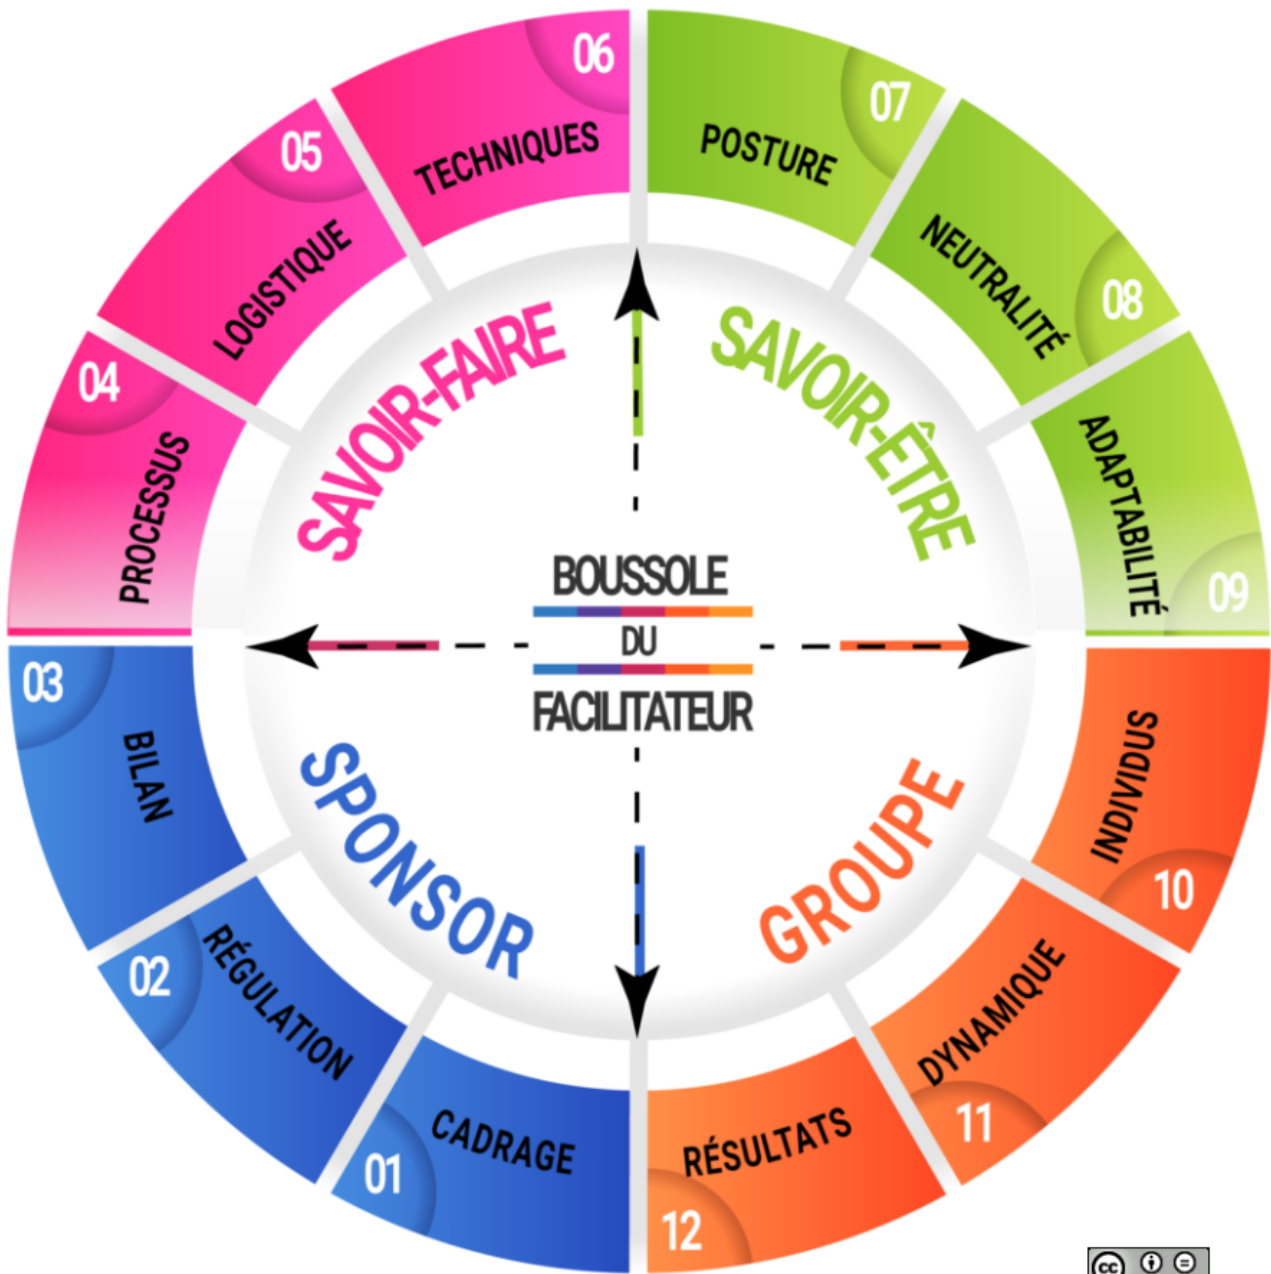 BOUSSOLE
DU
FACILITATEUR
SPONSOR
01
CADRAGE
02
RÉGULATION
03
BILAN
SAVOIR-FAIRE
04
PROCESSUS
05
LOGISTIQUE
06
TECHNIQUES
SAVOIR-ÊTRE
07
POSTURE
08
NEUTRALITÉ
09
ADAPTABILITÉ
GROUPE
10
INDIVIDUS
11
DYNAMIQUE
12
RÉSULTATS
cc